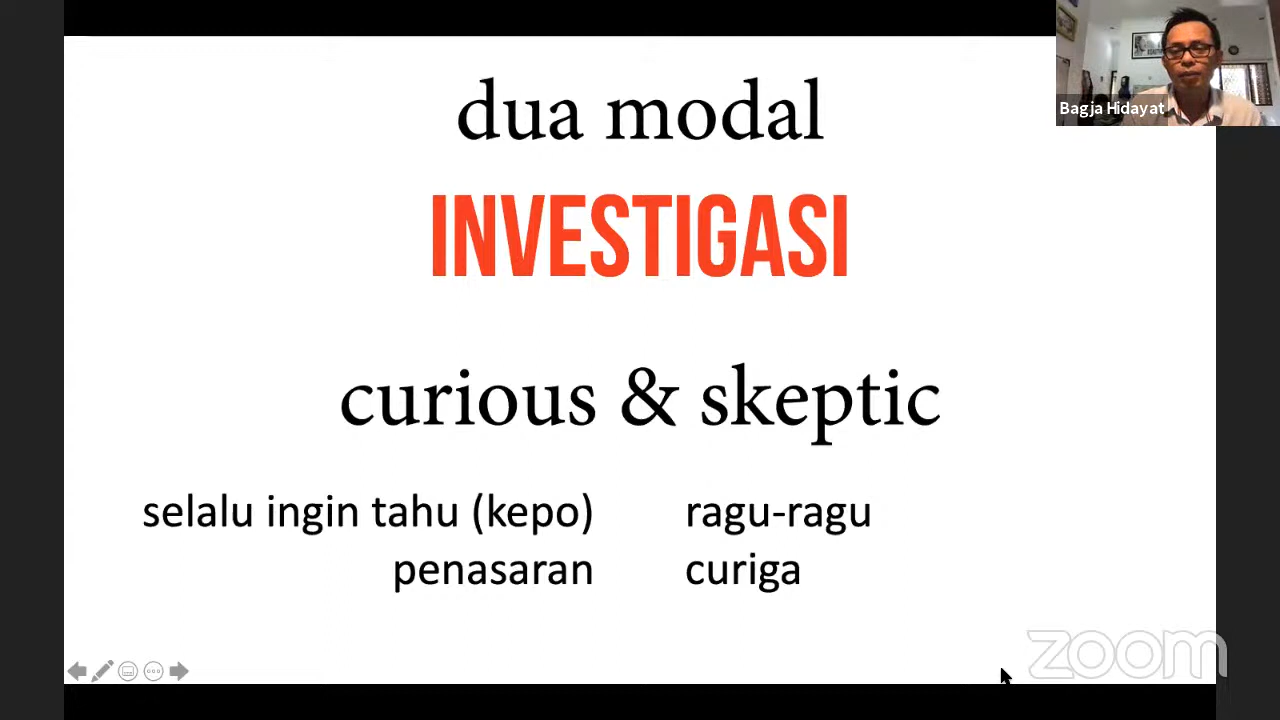 dua modal
INVESTIGASI
curious & skeptic
selalu ingin tahu (kepo)
penasaran
ragu-ragu
curiga
Bagja Hidayat
zoom